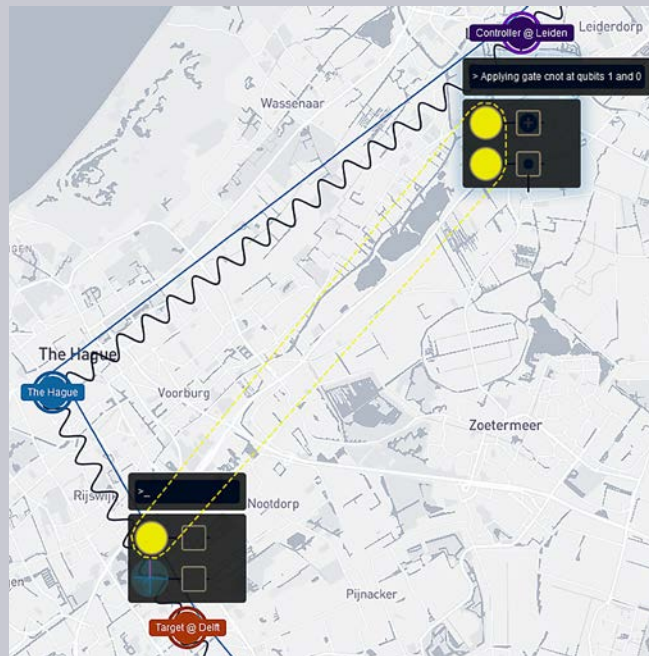 Controller @ Leiden
Leiderdorp
> Applying gate cnot at qubits 1 and 0
Wassenaar
The Hague
The Hague
Voorburg
Zoetermeer
>_
Rijswijk
Nootdorp
Pijnacker
Target @ Delft